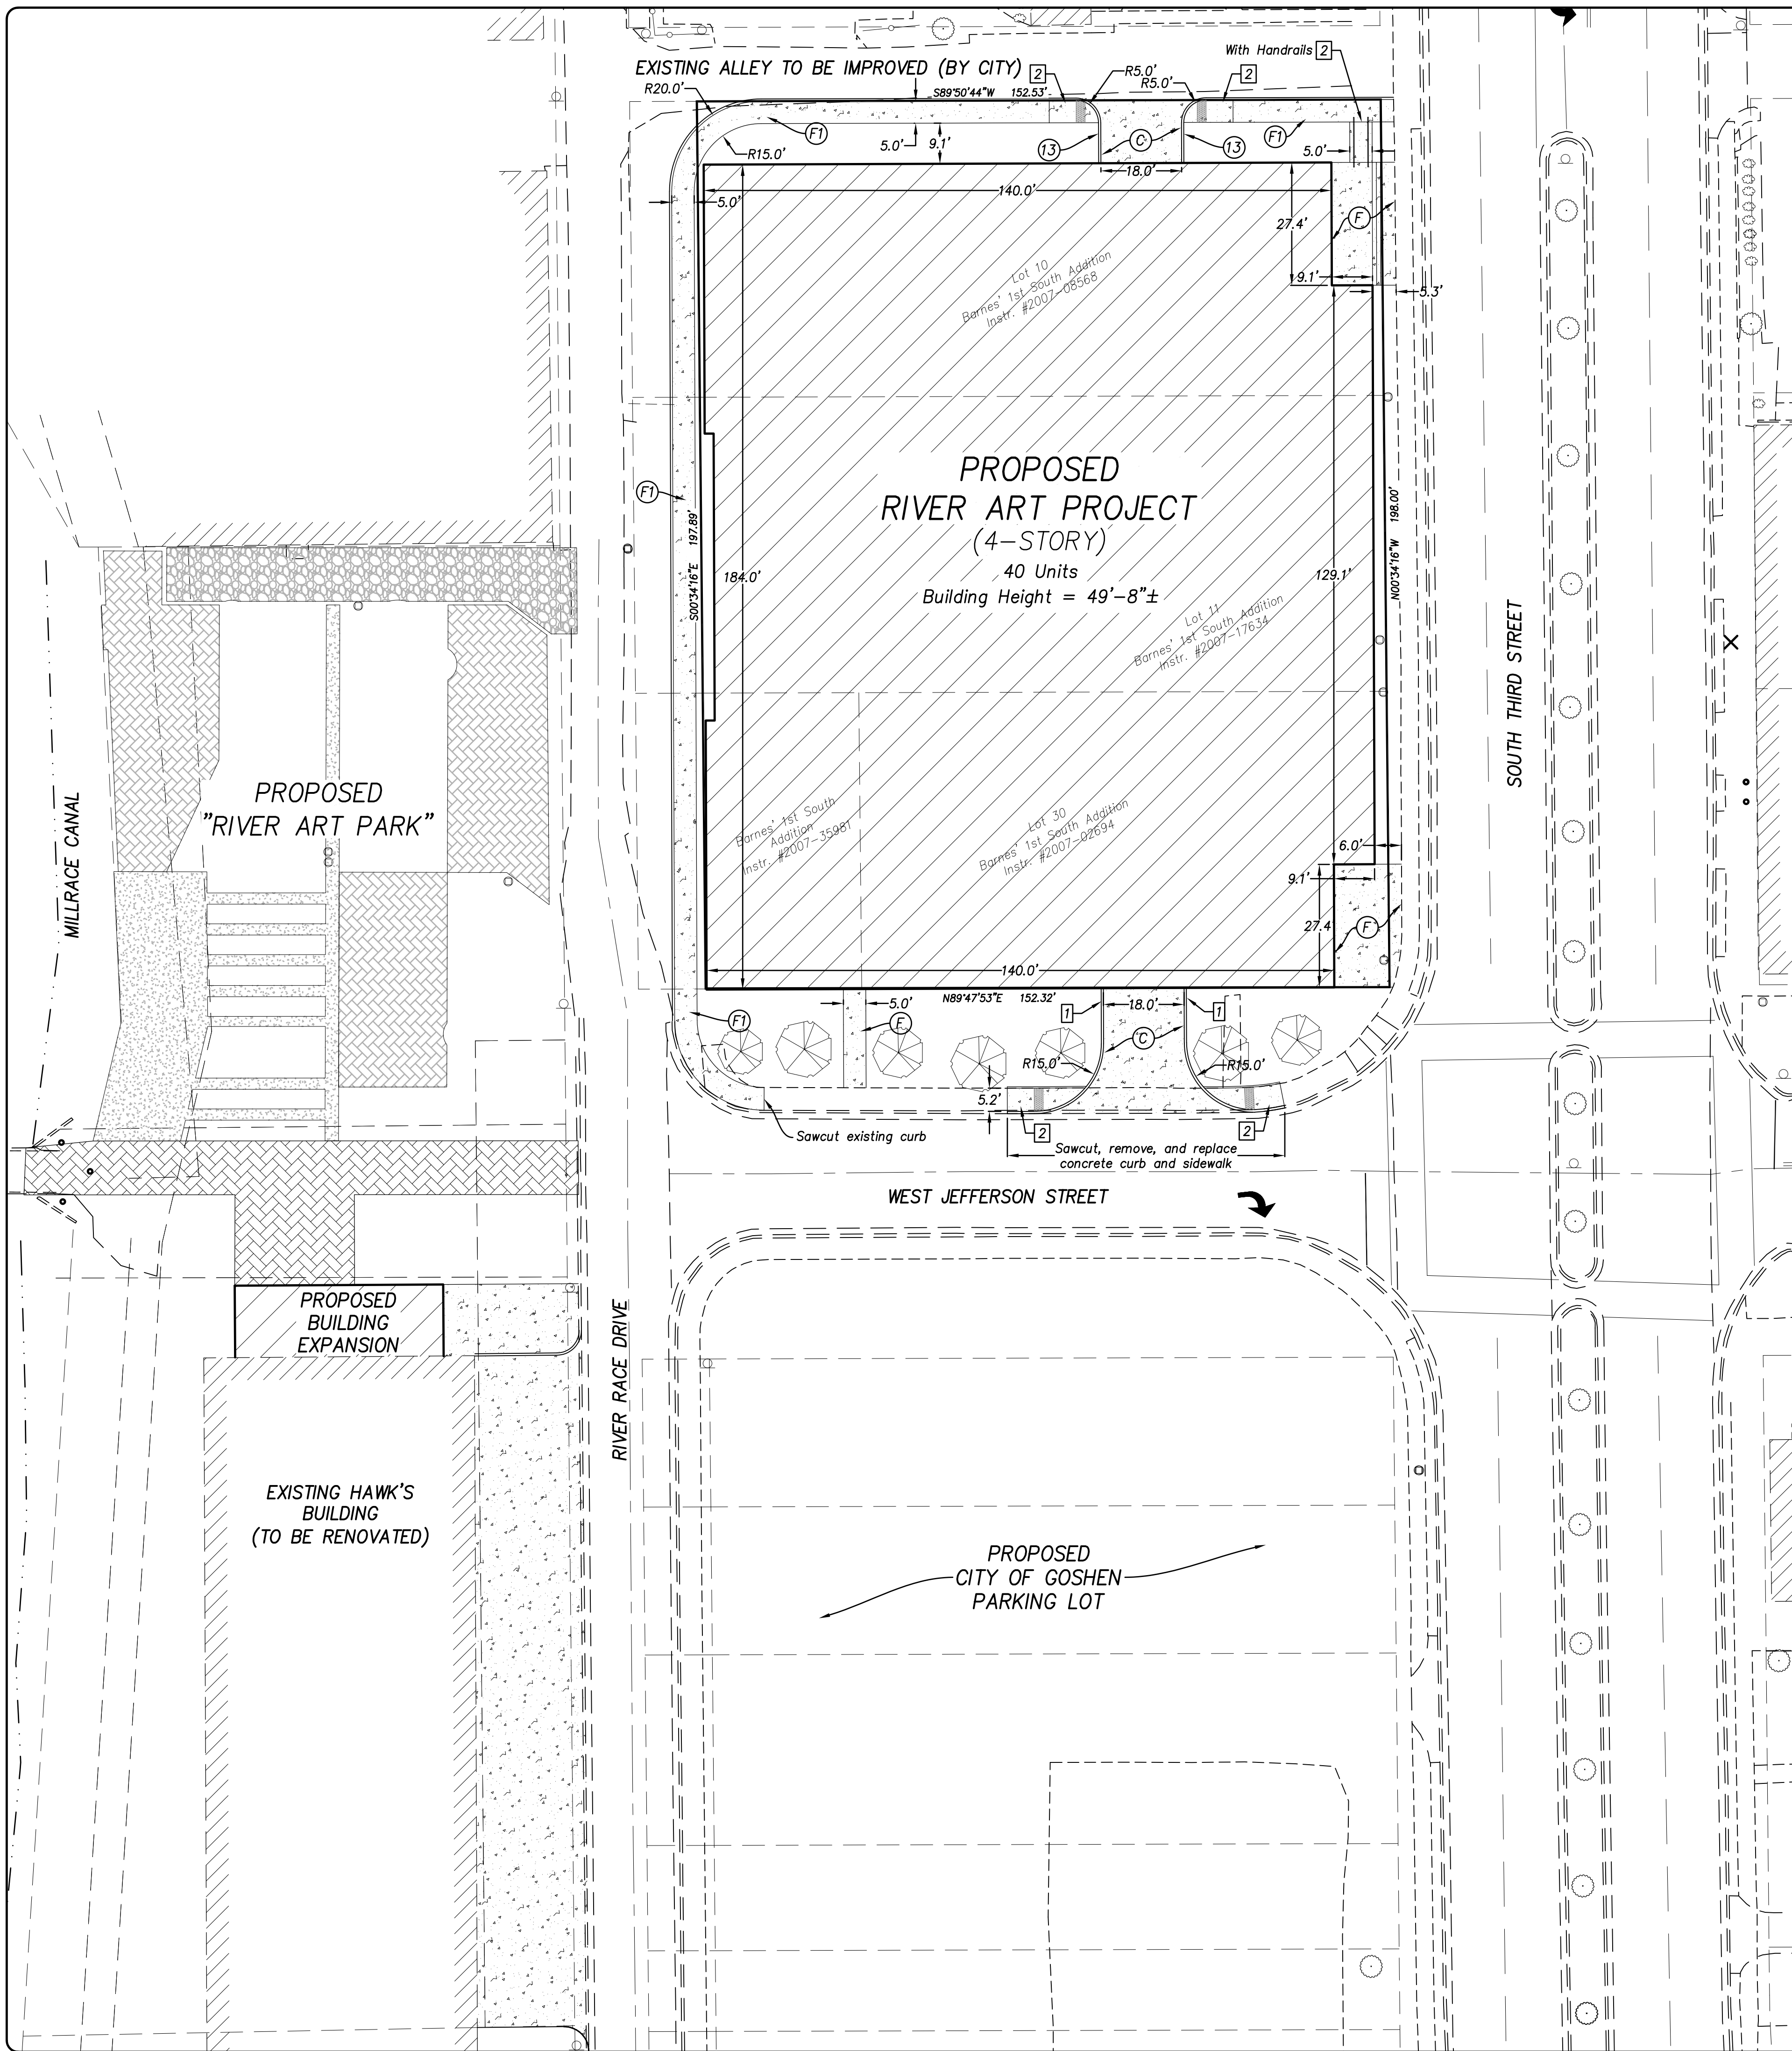 With Handrails 2
EXISTING ALLEY TO BE IMPROVED (BY CITY)
2
R5.0'
R5.0'
2
R20.0'
S89°50'44"W 152.53'
F1
5.0'
9.1'
13
C
13
F1
5.0'
R15.0'
18.0'
140.0'
5.0'
27.4'
F
9.1'
5.3'
Lot 10
Barnes' 1st South Addition
Instr. #2007-08568
PROPOSED
RIVER ART PROJECT
(4-STORY)
40 Units
Building Height = 49'-8"±
F1
S00°34'16"E 197.89'
184.0'
129.1'
N00°34'16"W 198.00'
Lot 11
Barnes' 1st South Addition
Instr. #2007-17634
SOUTH THIRD STREET
MILLRACE CANAL
PROPOSED
"RIVER ART PARK"
Barnes' 1st South
Addition
Instr. #2007-35981
Lot 30
Barnes' 1st South Addition
Instr. #2007-02694
6.0'
9.1'
27.4'
F
140.0'
N89°47'53"E 152.32'
5.0'
F1
F
1
18.0'
1
C
R15.0'
R15.0'
5.2'
Sawcut existing curb
2
2
Sawcut, remove, and replace
concrete curb and sidewalk
WEST JEFFERSON STREET
PROPOSED
BUILDING
EXPANSION
RIVER RACE DRIVE
EXISTING HAWK'S
BUILDING
(TO BE RENOVATED)
PROPOSED
CITY OF GOSHEN
PARKING LOT